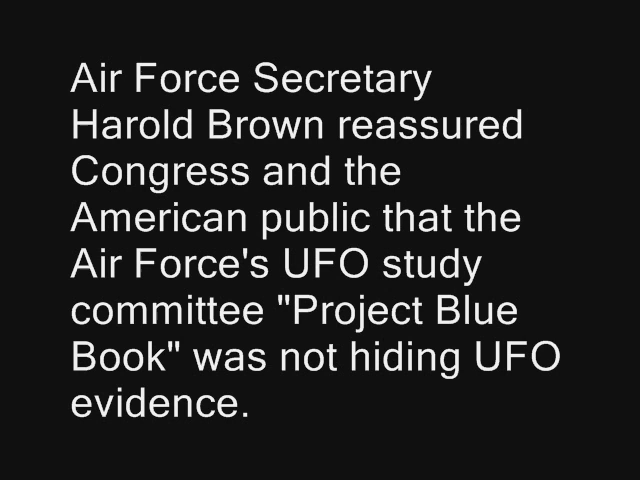 Air Force Secretary
Harold Brown reassured
Congress and the
American public that the
Air Force's UFO study
committee "Project Blue
Book" was not hiding UFO
evidence.